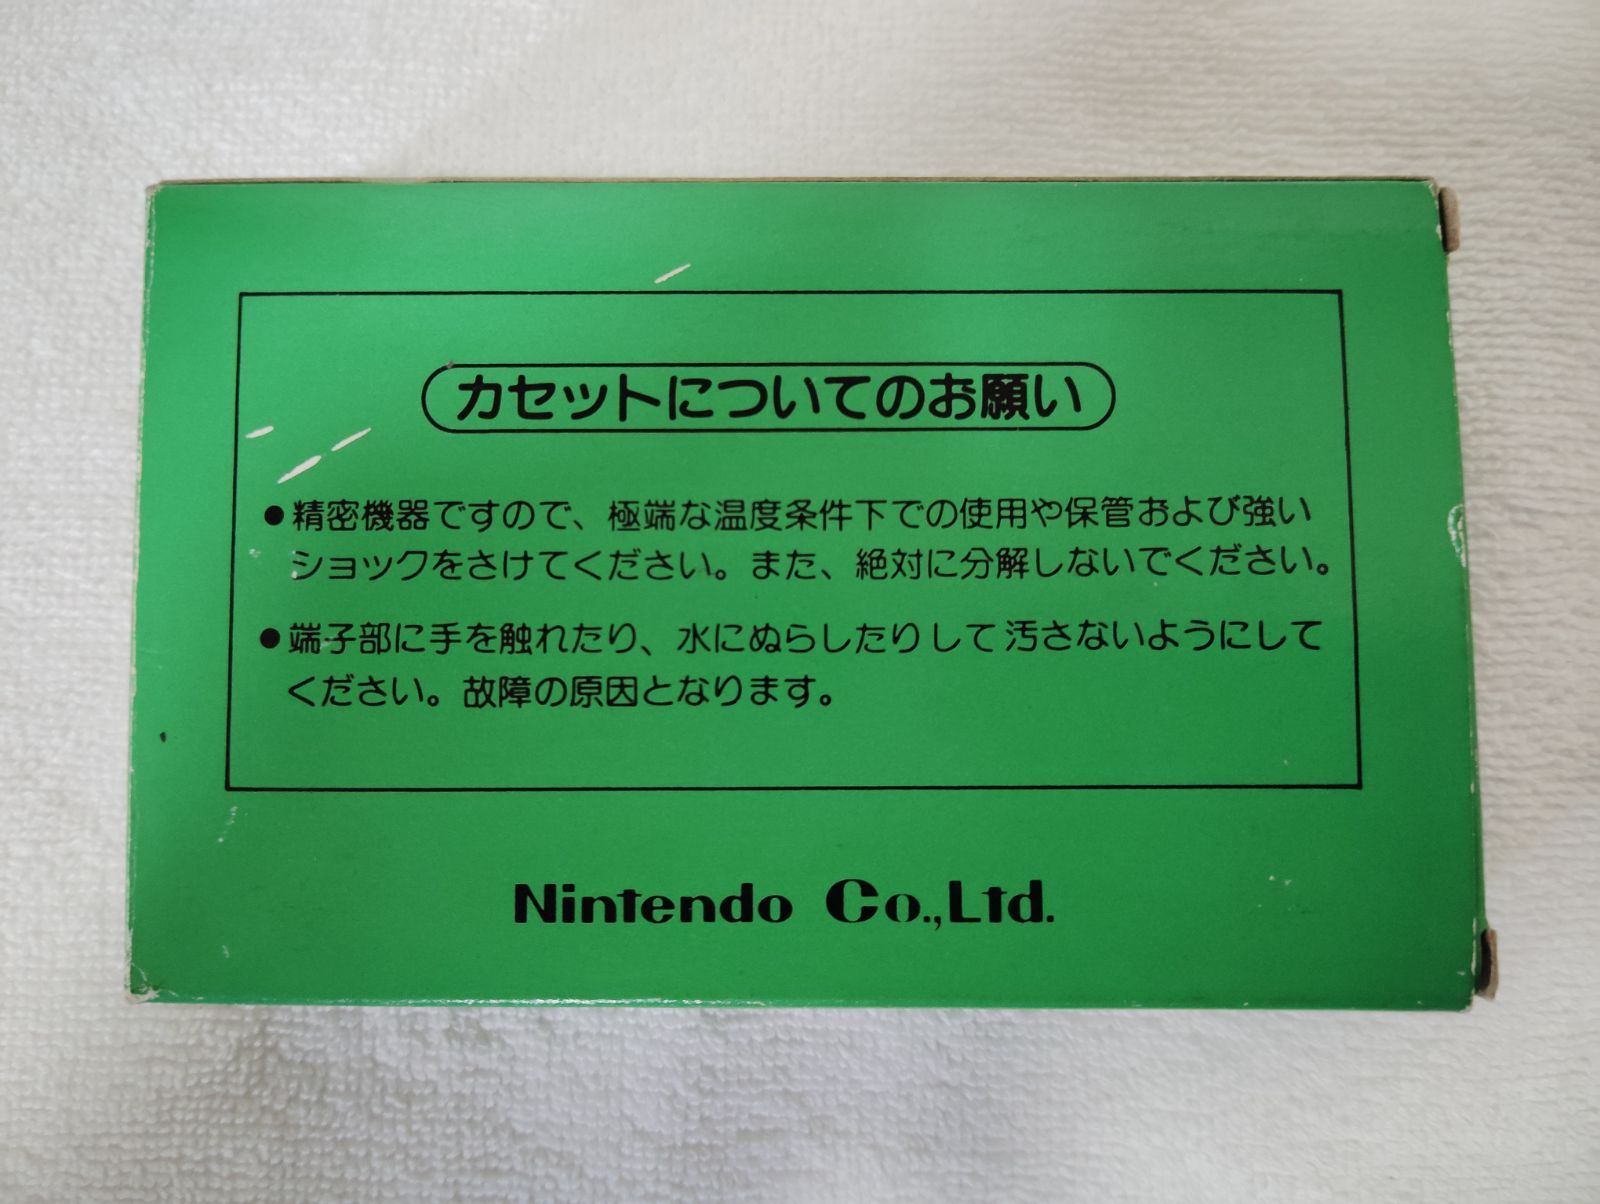 カセットについてのお願い
●精密機器ですので、極端な温度条件下での使用や保管および強い
ショックをさけてください。また、絶対に分解しないでください。
●端子部に手を触れたり、水にぬらしたりして汚さないようにして
ください。故障の原因となります。
Nintendo Co.,Ltd.